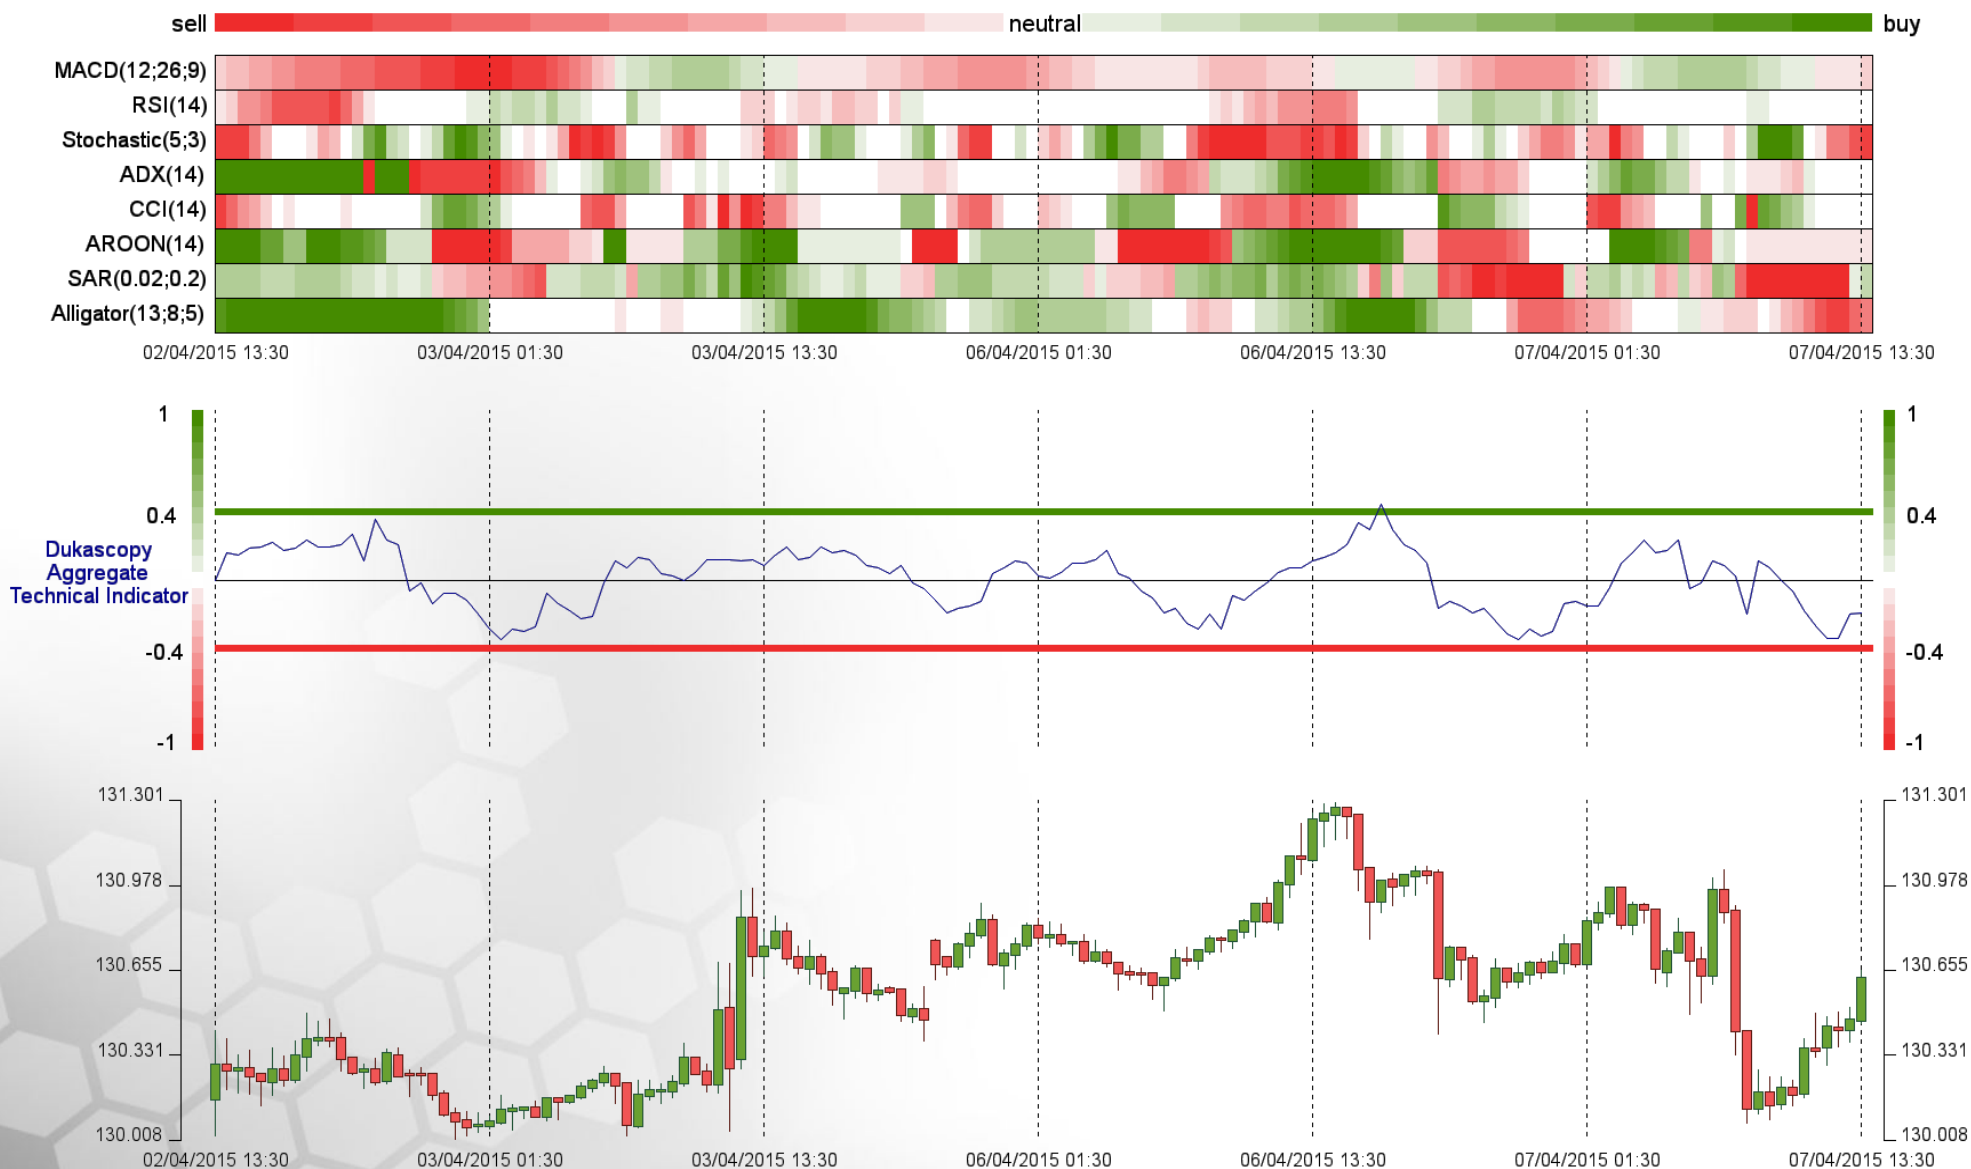 sell neutral buy
MACD(12;26;9)
RSI(14)
Stochastic(5;3)
ADX(14)
CCI(14)
AROON(14)
SAR(0.02;0.2)
Alligator(13;8;5)
02/04/2015 13:30 03/04/2015 01:30 03/04/2015 13:30 06/04/2015 01:30 06/04/2015 13:30 07/04/2015 01:30 07/04/2015 13:30
1 1
0.4 0.4
Dukascopy
Aggregate
Technical Indicator
-0.4 -0.4
-1 -1
131.301 131.301
130.978 130.978
130.655 130.655
130.331 130.331
130.008 130.008
02/04/2015 13:30 03/04/2015 01:30 03/04/2015 13:30 06/04/2015 01:30 06/04/2015 13:30 07/04/2015 01:30 07/04/2015 13:30